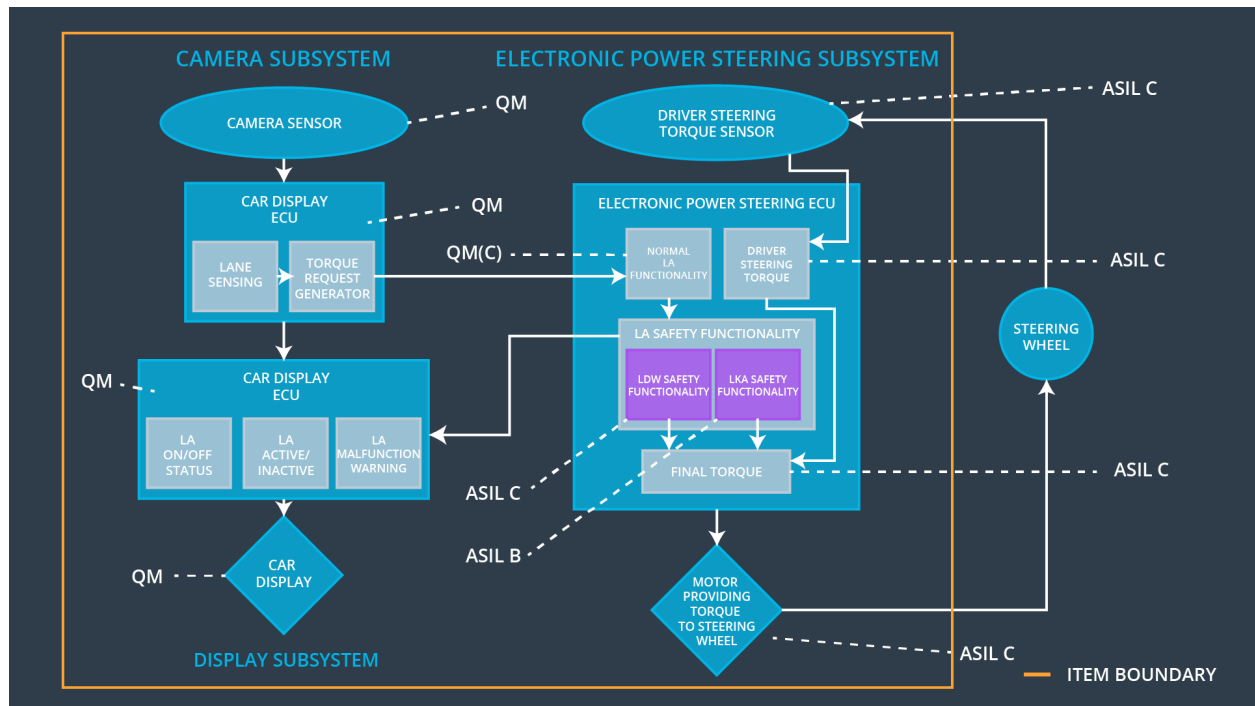 CAMERA SUBSYSTEM
ELECTRONIC POWER STEERING SUBSYSTEM
CAMERA SENSOR
QM
DRIVER STEERING
TORQUE SENSOR
ASIL C
CAR DISPLAY
ECU
QM
LANE
SENSING
TORQUE
REQUEST
GENERATOR
QM(C)
ELECTRONIC POWER STEERING ECU
NORMAL
LA
FUNCTIONALITY
DRIVER
STEERING
TORQUE
ASIL C
LA SAFETY FUNCTIONALITY
LDW SAFETY
FUNCTIONALITY
LKA SAFETY
FUNCTIONALITY
STEERING
WHEEL
QM
CAR DISPLAY
ECU
LA
ON/OFF
STATUS
LA
ACTIVE/
INACTIVE
LA
MALFUNCTION
WARNING
FINAL TORQUE
ASIL C
ASIL C
ASIL B
QM
CAR
DISPLAY
MOTOR
PROVIDING
TORQUE
TO STEERING
WHEEL
ASIL C
DISPLAY SUBSYSTEM
ITEM BOUNDARY